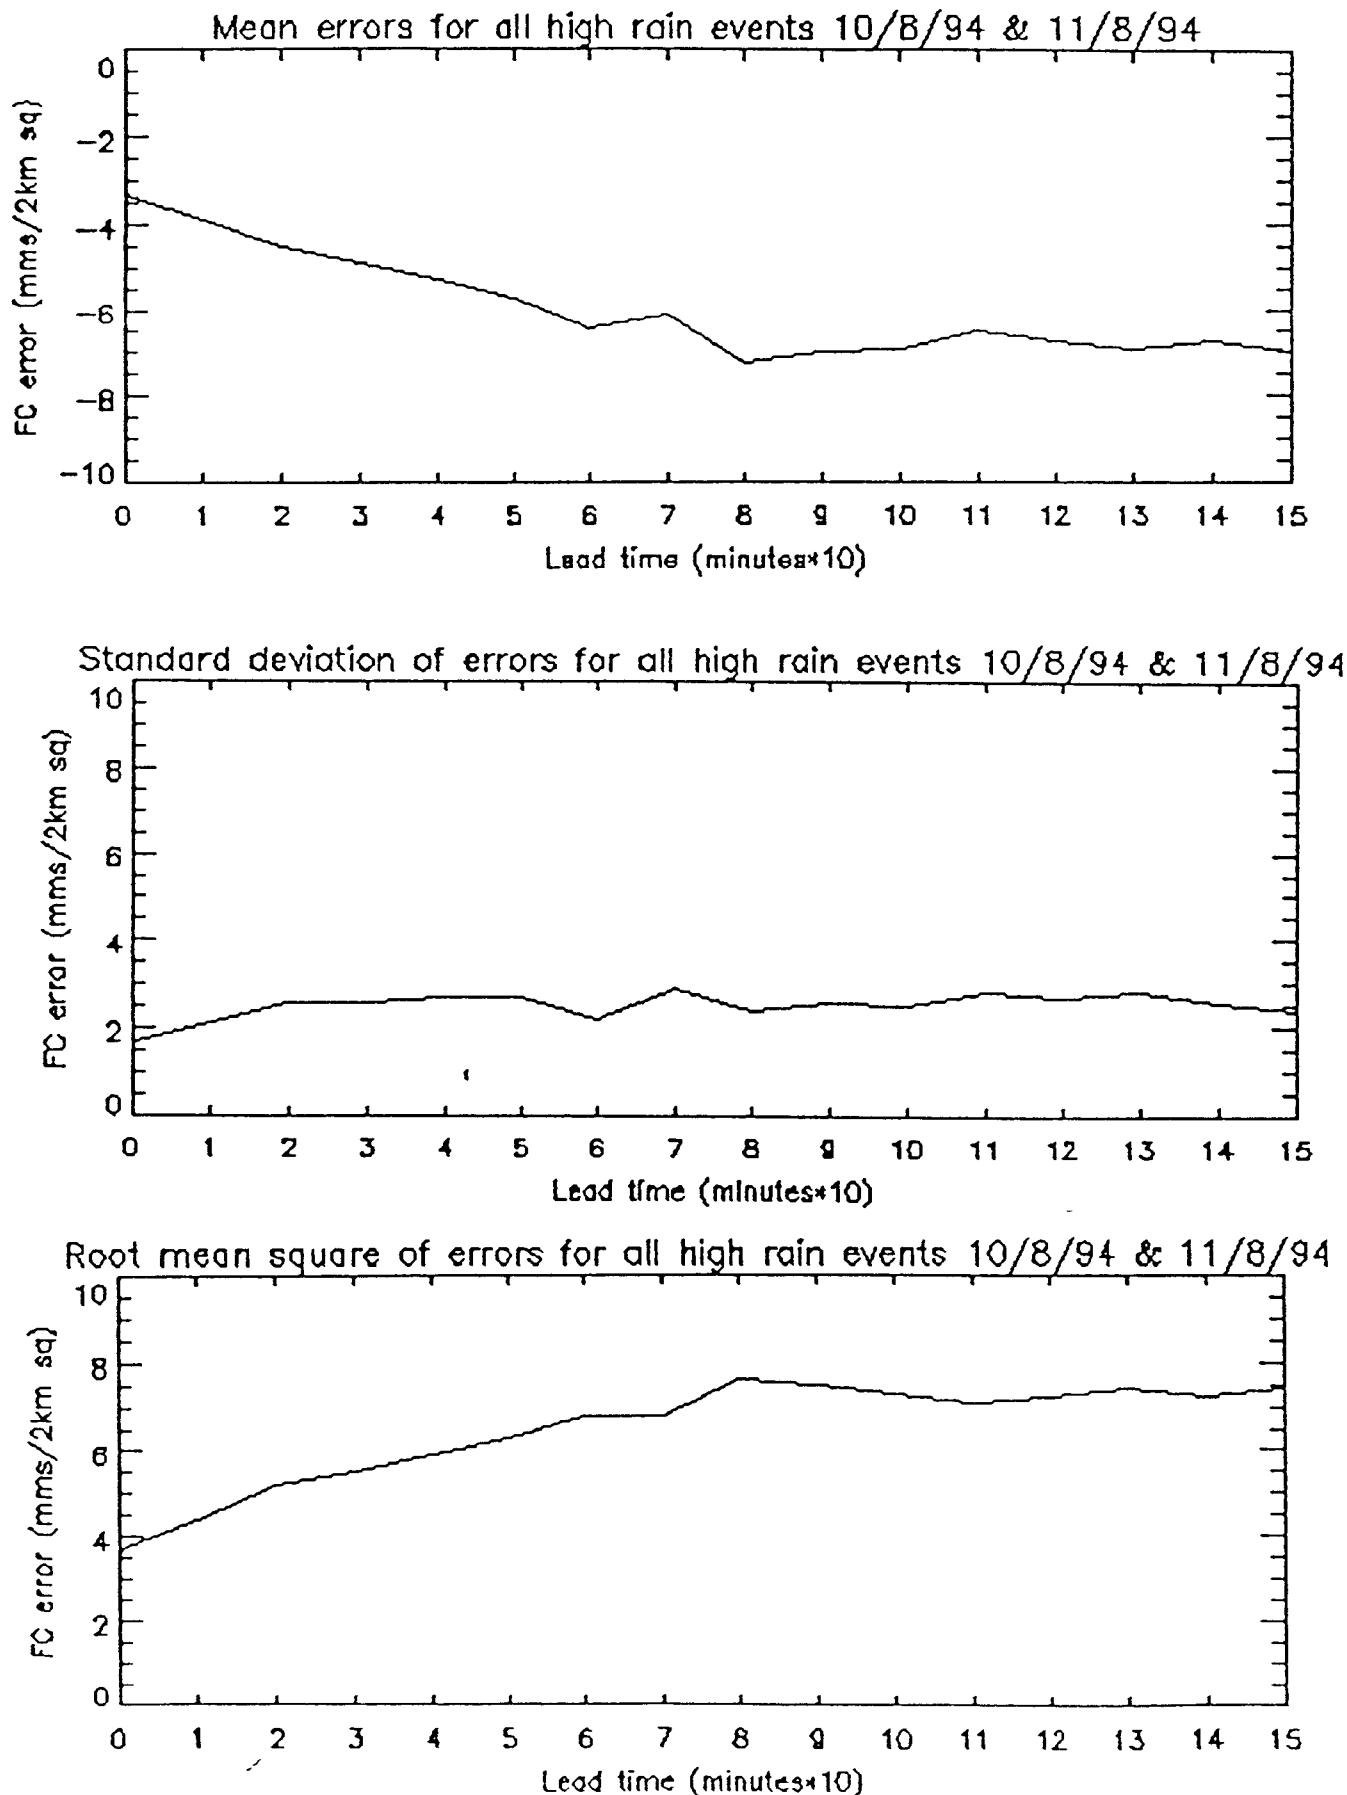 Mean errors for all high rain events 10/8/94 & 11/8/94
FC error (mms/2km sq)
0
-2
-4
-6
-8
-10
0 1 2 3 4 5 6 7 8 9 10 11 12 13 14 15
Lead time (minutes*10)
Standard deviation of errors for all high rain events 10/8/94 & 11/8/94
FC error (mms/2km sq)
10
8
6
4
2
0
0 1 2 3 4 5 6 7 8 9 10 11 12 13 14 15
Lead time (minutes*10)
Root mean square of errors for all high rain events 10/8/94 & 11/8/94
FC error (mms/2km sq)
10
8
6
4
2
0
0 1 2 3 4 5 6 7 8 9 10 11 12 13 14 15
Lead time (minutes*10)